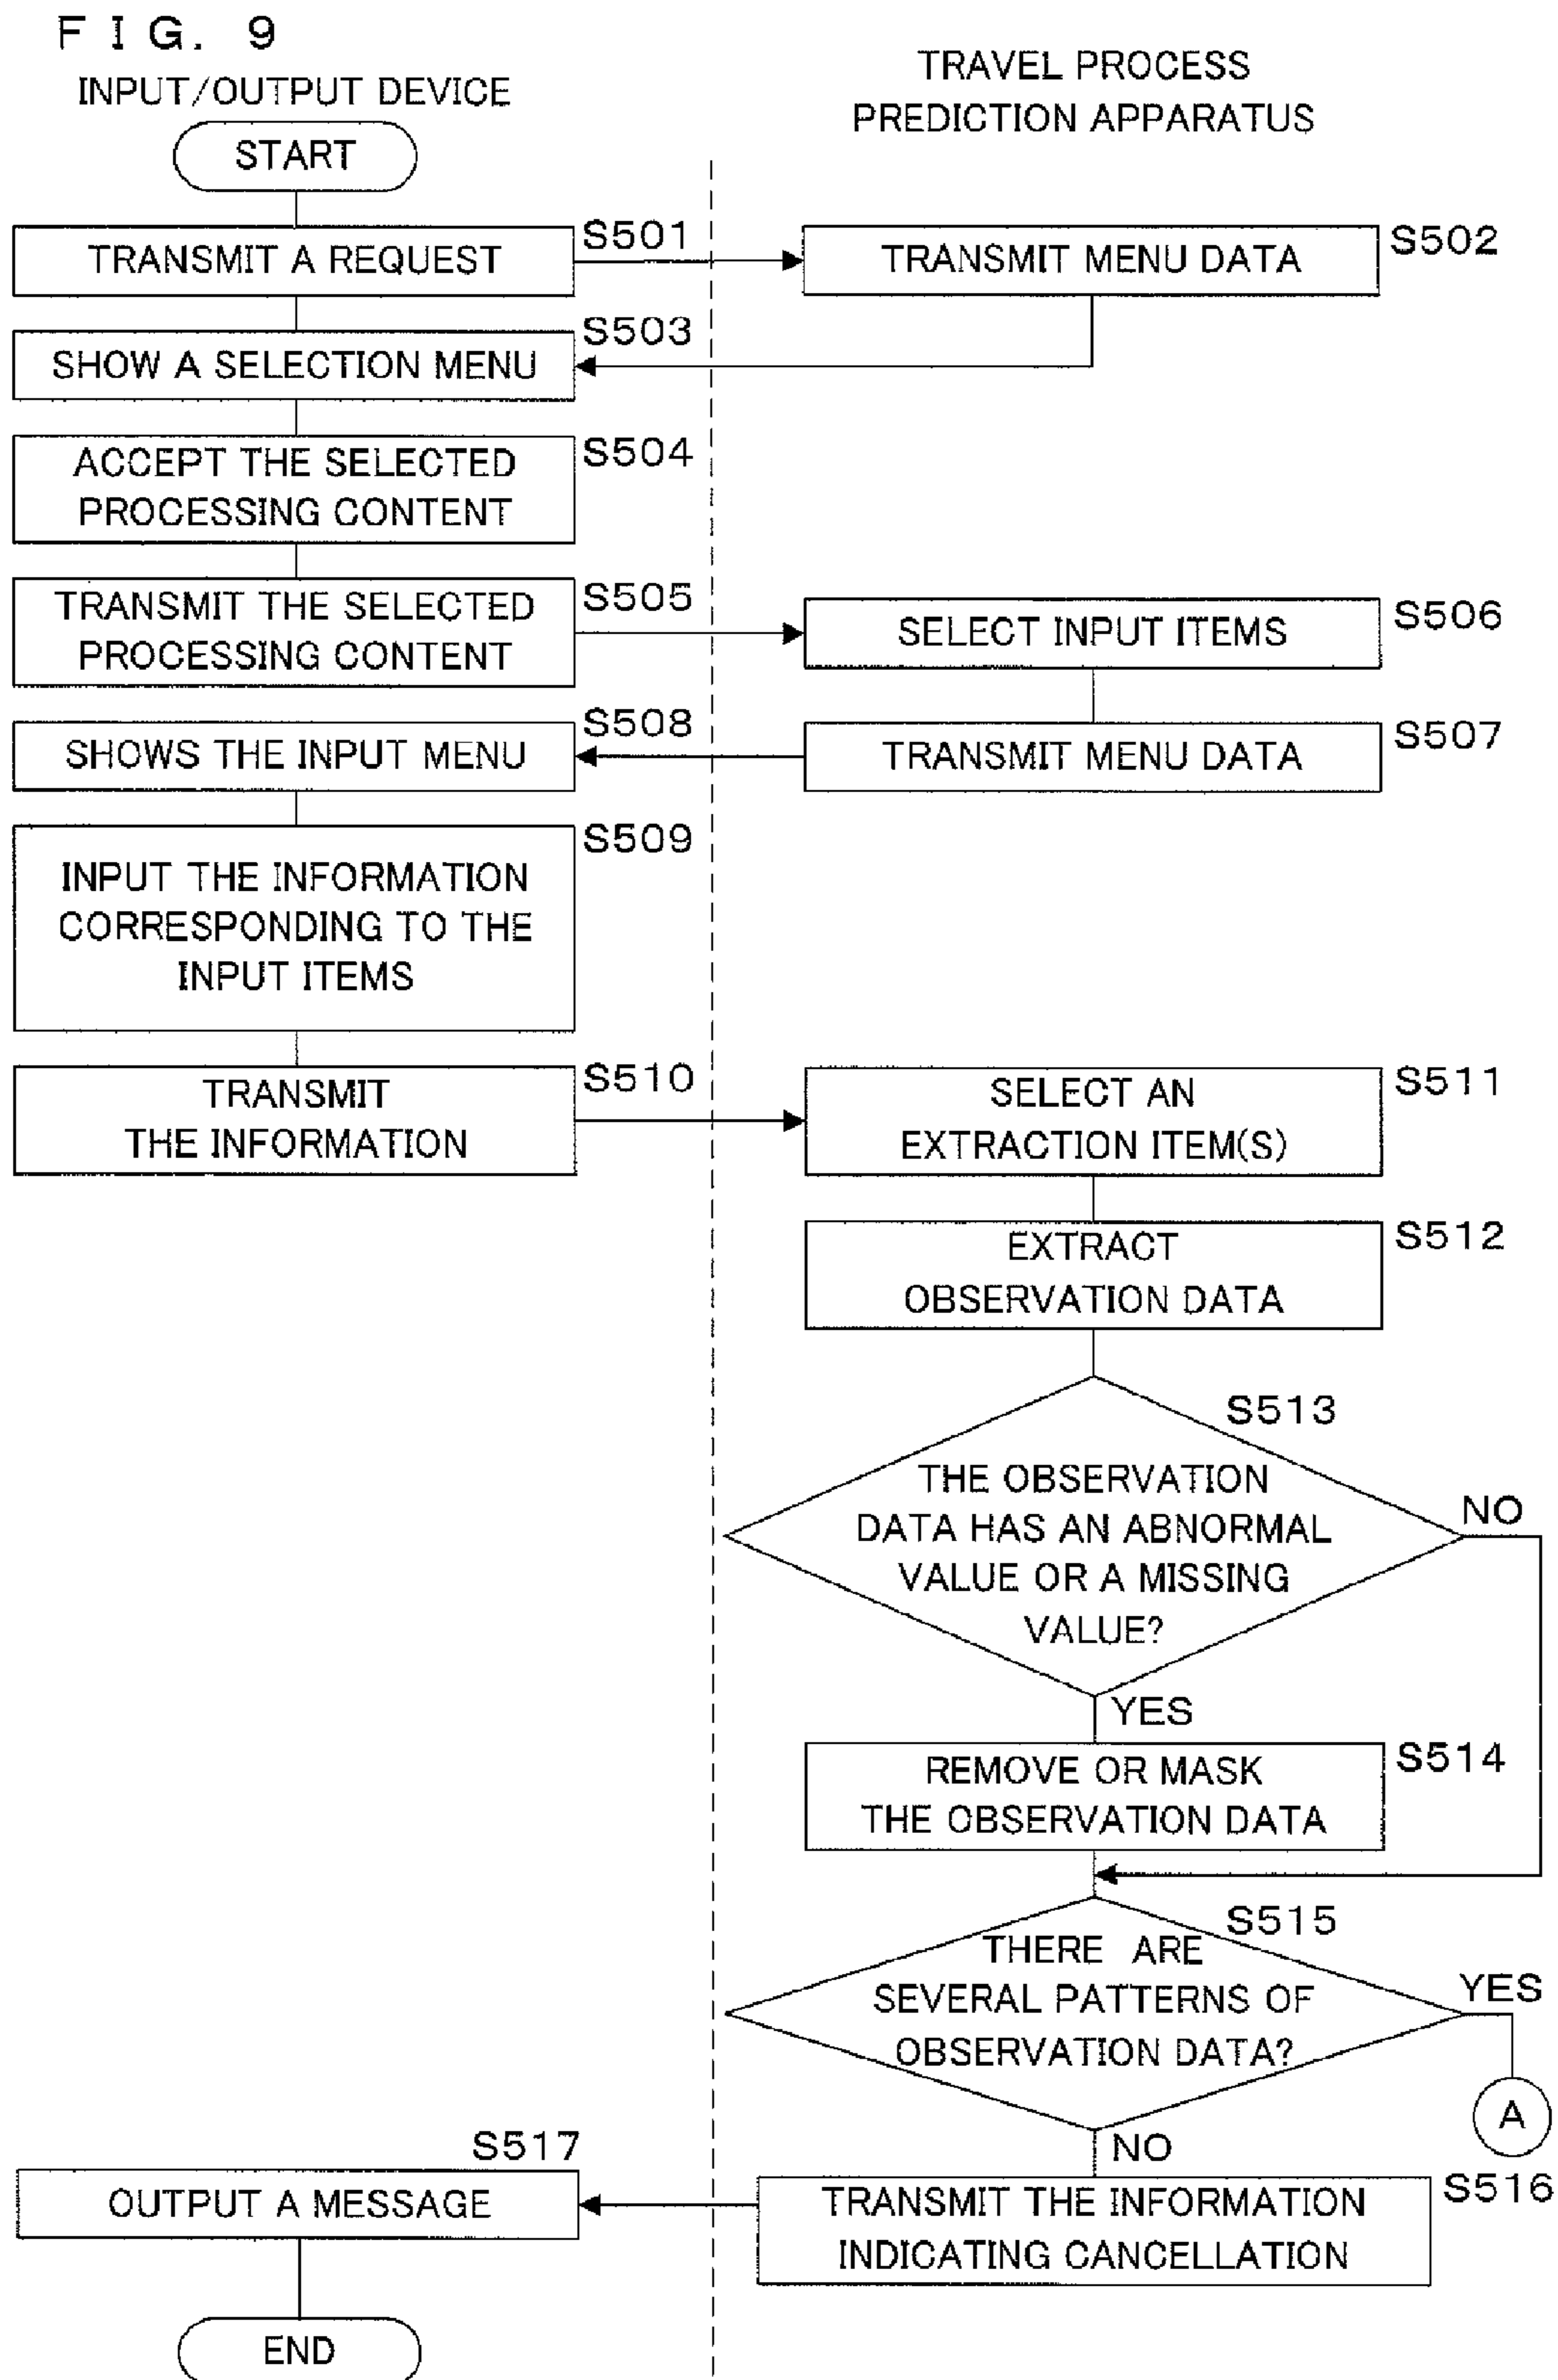 FIG. 9
INPUT/OUTPUT DEVICE
TRAVEL PROCESS
PREDICTION APPARATUS
START
TRANSMIT A REQUEST
S501
TRANSMIT MENU DATA
S502
SHOW A SELECTION MENU
S503
ACCEPT THE SELECTED
PROCESSING CONTENT
S504
TRANSMIT THE SELECTED
PROCESSING CONTENT
S505
SELECT INPUT ITEMS
S506
TRANSMIT MENU DATA
S507
SHOWS THE INPUT MENU
S508
INPUT THE INFORMATION
CORRESPONDING TO THE
INPUT ITEMS
S509
TRANSMIT
THE INFORMATION
S510
SELECT AN
EXTRACTION ITEM(S)
S511
EXTRACT
OBSERVATION DATA
S512
S513
THE OBSERVATION
DATA HAS AN ABNORMAL
VALUE OR A MISSING
VALUE?
NO
YES
REMOVE OR MASK
THE OBSERVATION DATA
S514
S515
THERE ARE
SEVERAL PATTERNS OF
OBSERVATION DATA?
YES
A
NO
TRANSMIT THE INFORMATION
INDICATING CANCELLATION
S516
S517
OUTPUT A MESSAGE
END